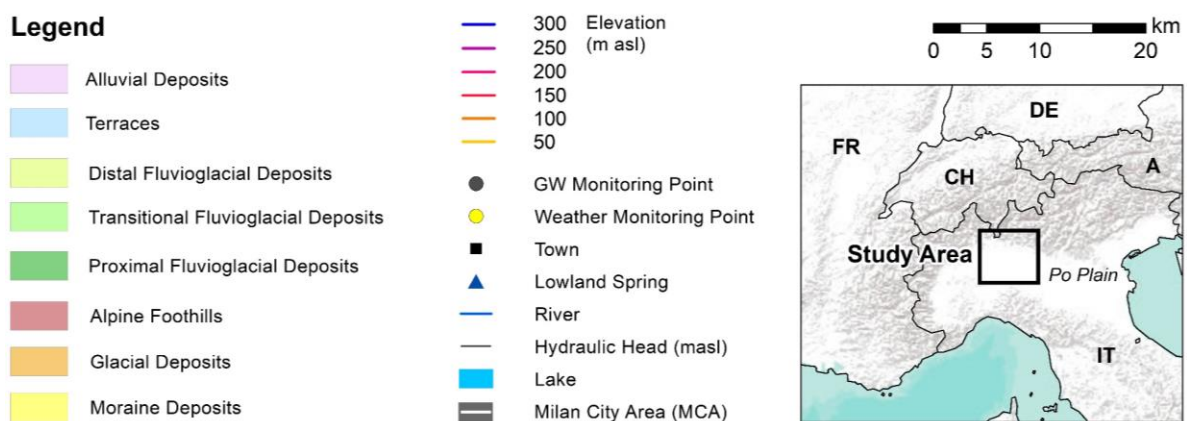 Legend
Alluvial Deposits
Terraces
Distal Fluvioglacial Deposits
Transitional Fluvioglacial Deposits
Proximal Fluvioglacial Deposits
Alpine Foothills
Glacial Deposits
Moraine Deposits
300 Elevation
250 (m asl)
200
150
100
50
GW Monitoring Point
Weather Monitoring Point
Town
Lowland Spring
River
Hydraulic Head (masl)
Lake
Milan City Area (MCA)
km
0 5 10 20
DE
FR
A
CH
Study Area
Po Plain
IT